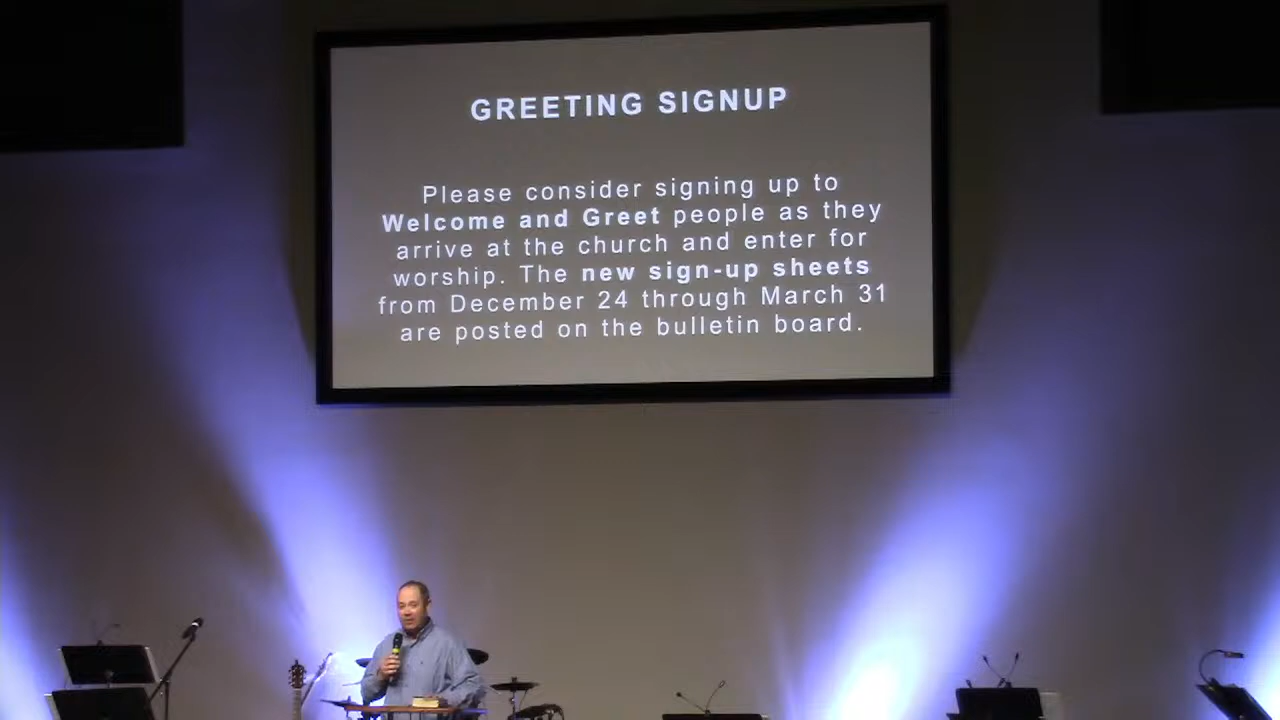 GREETING SIGNUP
Please consider signing up to
Welcome and Greet people as they
arrive at the church and enter for
worship. The new sign-up sheets
from December 24 through March 31
are posted on the bulletin board.